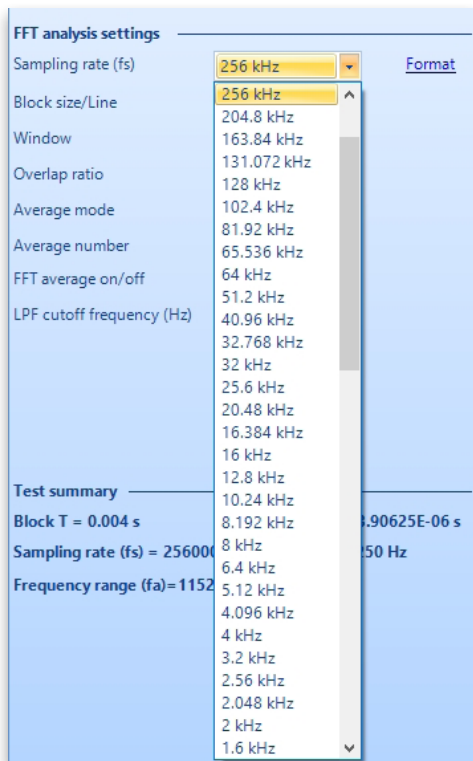 FFT analysis settings
Sampling rate (fs) 256 kHz Format
Block size/Line
Window
Overlap ratio
Average mode
Average number
FFT average on/off
LPF cutoff frequency (Hz)
256 kHz
204.8 kHz
163.84 kHz
131.072 kHz
128 kHz
102.4 kHz
81.92 kHz
65.536 kHz
64 kHz
51.2 kHz
40.96 kHz
32.768 kHz
32 kHz
25.6 kHz
20.48 kHz
16.384 kHz
16 kHz
12.8 kHz
10.24 kHz
8.192 kHz
8 kHz
6.4 kHz
5.12 kHz
4.096 kHz
4 kHz
3.2 kHz
2.56 kHz
2.048 kHz
2 kHz
1.6 kHz
Test summary
Block T = 0.004 s .90625E-06 s
Sampling rate (fs) = 25600 250 Hz
Frequency range (fa)=1152